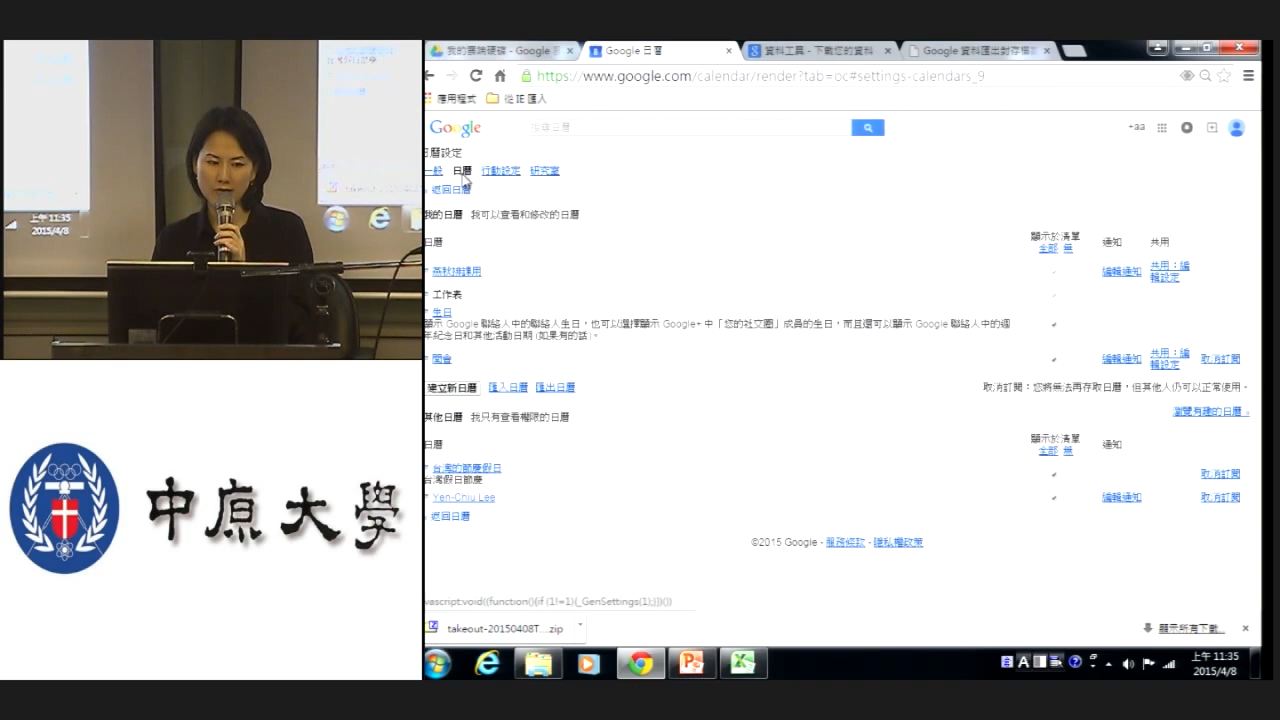 上午 11:35
2015/4/8
中原大學
我的雲端硬碟 - Google
Google 日曆
資料工具 - 下載您的資料
Google 資料匯出封存檔
https://www.google.com/calendar/render?tab=oc#settings-calendars_9
應用程式
從 IE 匯入
Google
搜尋日曆
+aa
日曆設定
一般 日曆 行動設定 研究室
返回日曆
我的日曆 我可以查看和修改的日曆
日曆
顯示於清單
全部 無
通知
共用
編輯通知
共用:編
輯設定
工作表
生日
顯示 Google 聯絡人中的聯絡人生日,也可以選擇顯示 Google+ 中「您的社交圈」成員的生日,而且還可以顯示 Google 聯絡人中的週
年紀念日和其他活動日期 (如果有的話)。
開會
編輯通知
共用:編
輯設定
取消訂閱
建立新日曆 匯入日曆 匯出日曆
取消訂閱:您將無法再存取日曆,但其他人仍可以正常使用。
瀏覽有趣的日曆 »
其他日曆 我只有查看權限的日曆
日曆
顯示於清單
全部 無
通知
台灣的節慶假日
台灣假日節慶
取消訂閱
Yen-Chiu Lee
編輯通知
取消訂閱
返回日曆
©2015 Google - 服務條款 - 隱私權政策
javascript:void((function(){if (1!=1){_GenSettings(1);}})())
takeout-20150408T....zip
顯示所有下載...
上午 11:35
2015/4/8